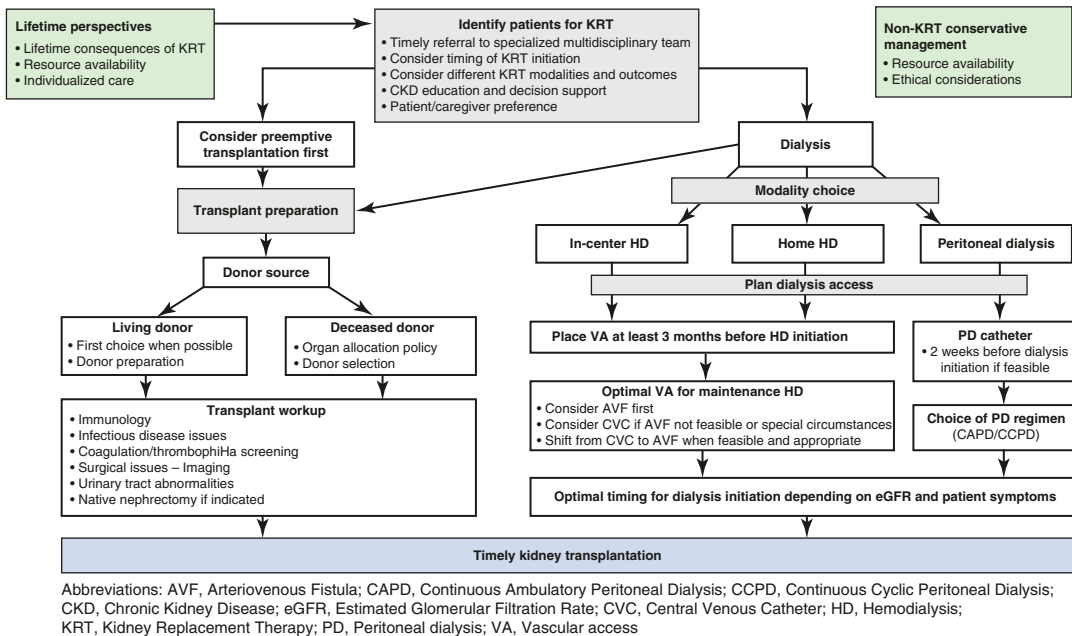 Lifetime perspectives
• Lifetime consequences of KRT
• Resource availability
• Individualized care
Identify patients for KRT
• Timely referral to specialized multidisciplinary team
• Consider timing of KRT initiation
• Consider different KRT modalities and outcomes
• CKD education and decision support
• Patient/caregiver preference
Non-KRT conservative
management
• Resource availability
• Ethical considerations
Consider preemptive
transplantation first
Dialysis
Transplant preparation
Modality choice
In-center HD
Home HD
Peritoneal dialysis
Donor source
Plan dialysis access
Living donor
• First choice when possible
• Donor preparation
Deceased donor
• Organ allocation policy
• Donor selection
Place VA at least 3 months before HD initiation
PD catheter
• 2 weeks before dialysis
initiation if feasible
Transplant workup
• Immunology
• Infectious disease issues
• Coagulation/thrombophiHa screening
• Surgical issues – Imaging
• Urinary tract abnormalities
• Native nephrectomy if indicated
Optimal VA for maintenance HD
• Consider AVF first
• Consider CVC if AVF not feasible or special circumstances
• Shift from CVC to AVF when feasible and appropriate
Choice of PD regimen
(CAPD/CCPD)
Optimal timing for dialysis initiation depending on eGFR and patient symptoms
Timely kidney transplantation
Abbreviations: AVF, Arteriovenous Fistula; CAPD, Continuous Ambulatory Peritoneal Dialysis; CCPD, Continuous Cyclic Peritoneal Dialysis;
CKD, Chronic Kidney Disease; eGFR, Estimated Glomerular Filtration Rate; CVC, Central Venous Catheter; HD, Hemodialysis;
KRT, Kidney Replacement Therapy; PD, Peritoneal dialysis; VA, Vascular access